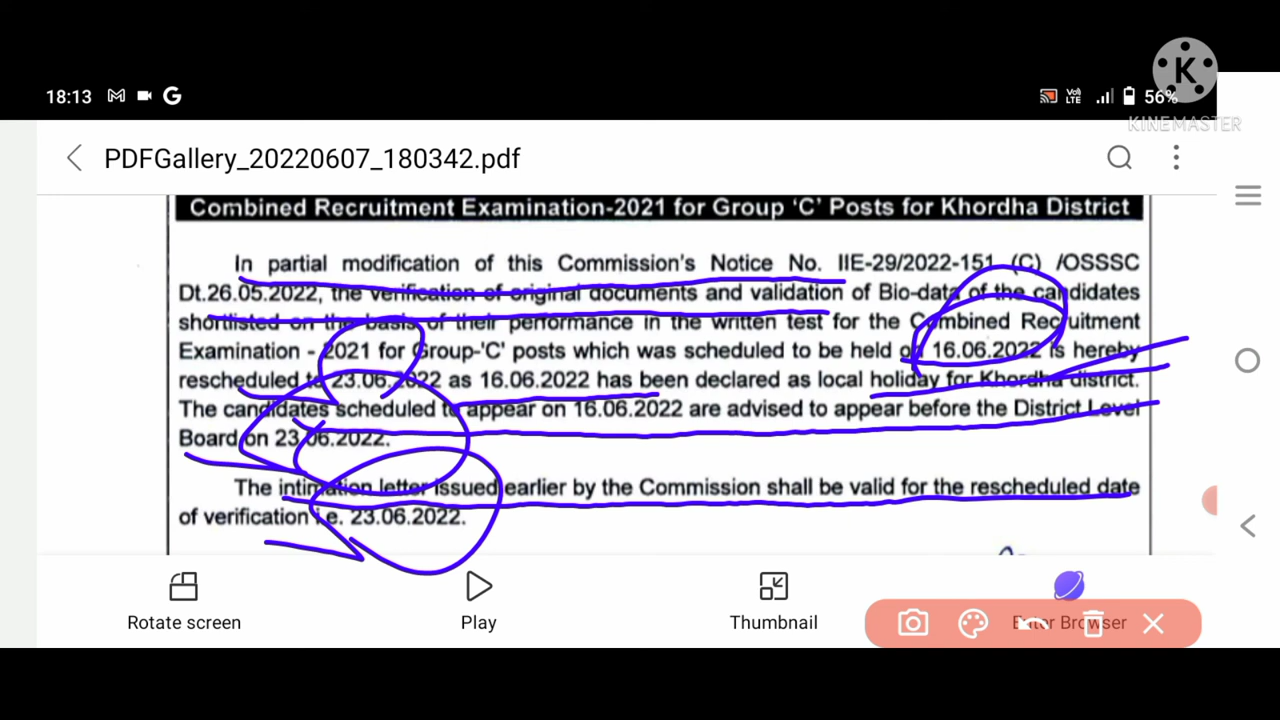 18:13
Vo)
LTE
56%
KINEMASTER
PDFGallery_20220607_180342.pdf
Combined Recruitment Examination-2021 for Group 'C' Posts for Khordha District
In partial modification of this Commission's Notice No. IIE-29/2022-151 (C) /OSSSC
Dt.26.05.2022, the verification of original documents and validation of Bio-data of the candidates
shortlisted on the basis of their performance in the written test for the Combined Recruitment
Examination - 2021 for Group-'C' posts which was scheduled to be held on 16.06.2022 is hereby
rescheduled to 23.06.2022 as 16.06.2022 has been declared as local holiday for Khordha district.
The candidates scheduled to appear on 16.06.2022 are advised to appear before the District Level
Board on 23.06.2022.
The intimation letter issued earlier by the Commission shall be valid for the rescheduled date
of verification i.e. 23.06.2022.
Rotate screen
Play
Thumbnail
Enter Browser